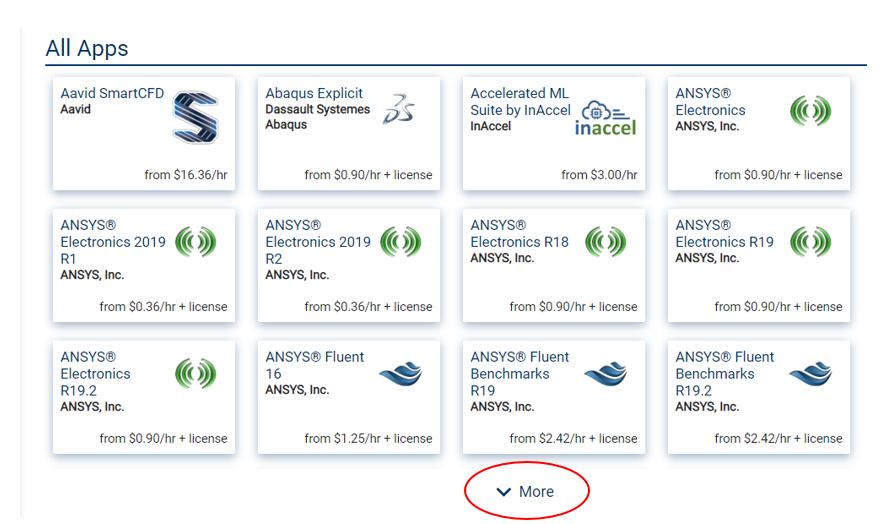 All Apps
Aavid SmartCFD
Aavid
from $16.36/hr
Abaqus Explicit
Dassault Systemes
Abaqus
from $0.90/hr + license
Accelerated ML
Suite by InAccel
InAccel
inaccel
from $3.00/hr
ANSYS®
Electronics
ANSYS, Inc.
from $0.90/hr + license
ANSYS®
Electronics 2019
R1
ANSYS, Inc.
from $0.36/hr + license
ANSYS®
Electronics 2019
R2
ANSYS, Inc.
from $0.36/hr + license
ANSYS®
Electronics R18
ANSYS, Inc.
from $0.90/hr + license
ANSYS®
Electronics R19
ANSYS, Inc.
from $0.90/hr + license
ANSYS®
Electronics
R19.2
ANSYS, Inc.
from $0.90/hr + license
ANSYS® Fluent
16
ANSYS, Inc.
from $1.25/hr + license
ANSYS® Fluent
Benchmarks
R19
ANSYS, Inc.
from $2.42/hr + license
ANSYS® Fluent
Benchmarks
R19.2
ANSYS, Inc.
from $2.42/hr + license
More